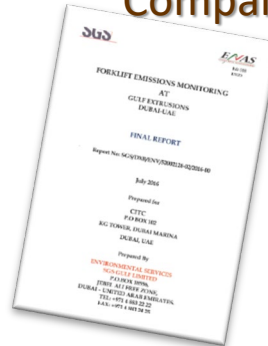 Compa
SGS
ENAS
FORKLIFT EMISSIONS MONITORING
AT
GULF EXTRUSIONS
DUBAI-UAE
FINAL REPORT
July 2016
Prepared for
CITC
P.O BOX 102
KG TOWER, DUBAI MARINA
DUBAI, UAE
Prepared By
ENVIRONMENTAL SERVICES
SGS GULF LIMITED
P.O.BOX 18556,
JEBEL ALI FREE ZONE,
DUBAI - UNITED ARAB EMIRATES,